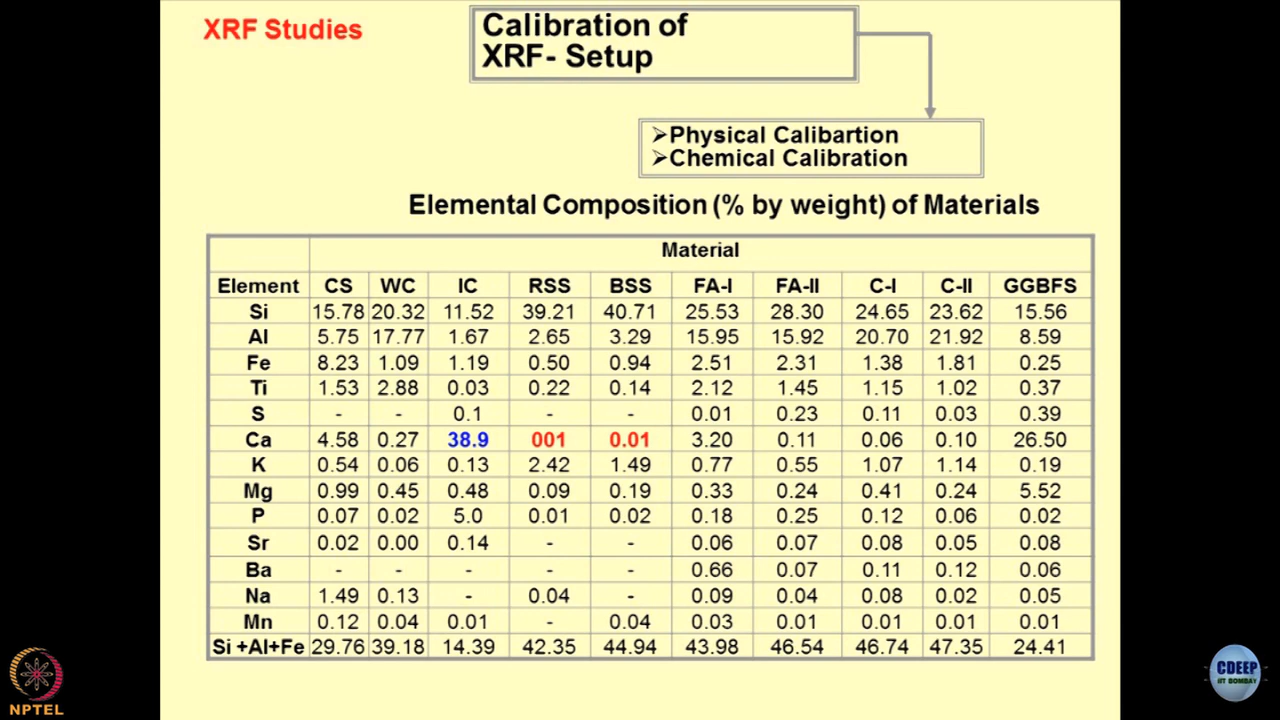 XRF Studies
Calibration of
XRF- Setup
➢Physical Calibartion
➢Chemical Calibration
Elemental Composition (% by weight) of Materials
Material
Element CS WC IC RSS BSS FA-I FA-II C-I C-II GGBFS
Si 15.78 20.32 11.52 39.21 40.71 25.53 28.30 24.65 23.62 15.56
Al 5.75 17.77 1.67 2.65 3.29 15.95 15.92 20.70 21.92 8.59
Fe 8.23 1.09 1.19 0.50 0.94 2.51 2.31 1.38 1.81 0.25
Ti 1.53 2.88 0.03 0.22 0.14 2.12 1.45 1.15 1.02 0.37
S - - 0.1 - - 0.01 0.23 0.11 0.03 0.39
Ca 4.58 0.27 38.9 001 0.01 3.20 0.11 0.06 0.10 26.50
K 0.54 0.06 0.13 2.42 1.49 0.77 0.55 1.07 1.14 0.19
Mg 0.99 0.45 0.48 0.09 0.19 0.33 0.24 0.41 0.24 5.52
P 0.07 0.02 5.0 0.01 0.02 0.18 0.25 0.12 0.06 0.02
Sr 0.02 0.00 0.14 - - 0.06 0.07 0.08 0.05 0.08
Ba - - - - - 0.66 0.07 0.11 0.12 0.06
Na 1.49 0.13 - 0.04 - 0.09 0.04 0.08 0.02 0.05
Mn 0.12 0.04 0.01 - 0.04 0.03 0.01 0.01 0.01 0.01
Si +Al+Fe 29.76 39.18 14.39 42.35 44.94 43.98 46.54 46.74 47.35 24.41
NPTEL
CDEEP
IIT BOMBAY